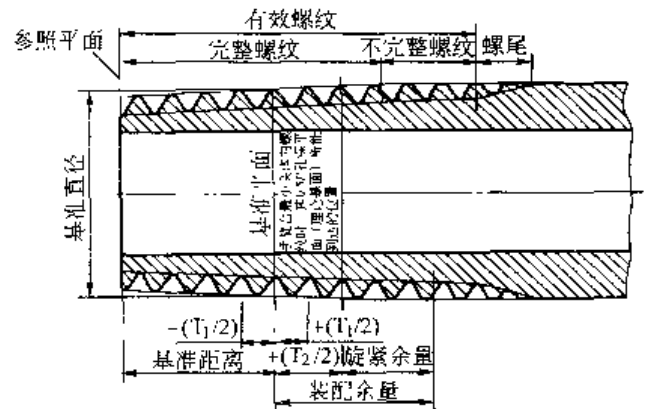 有效螺纹
参照平面
完整螺纹
不完整螺纹
螺尾
基准直径
基准平面
-(T₁/2)
+(T₁/2)
基准距离
+(T₂/2)
旋紧余量
装配余量